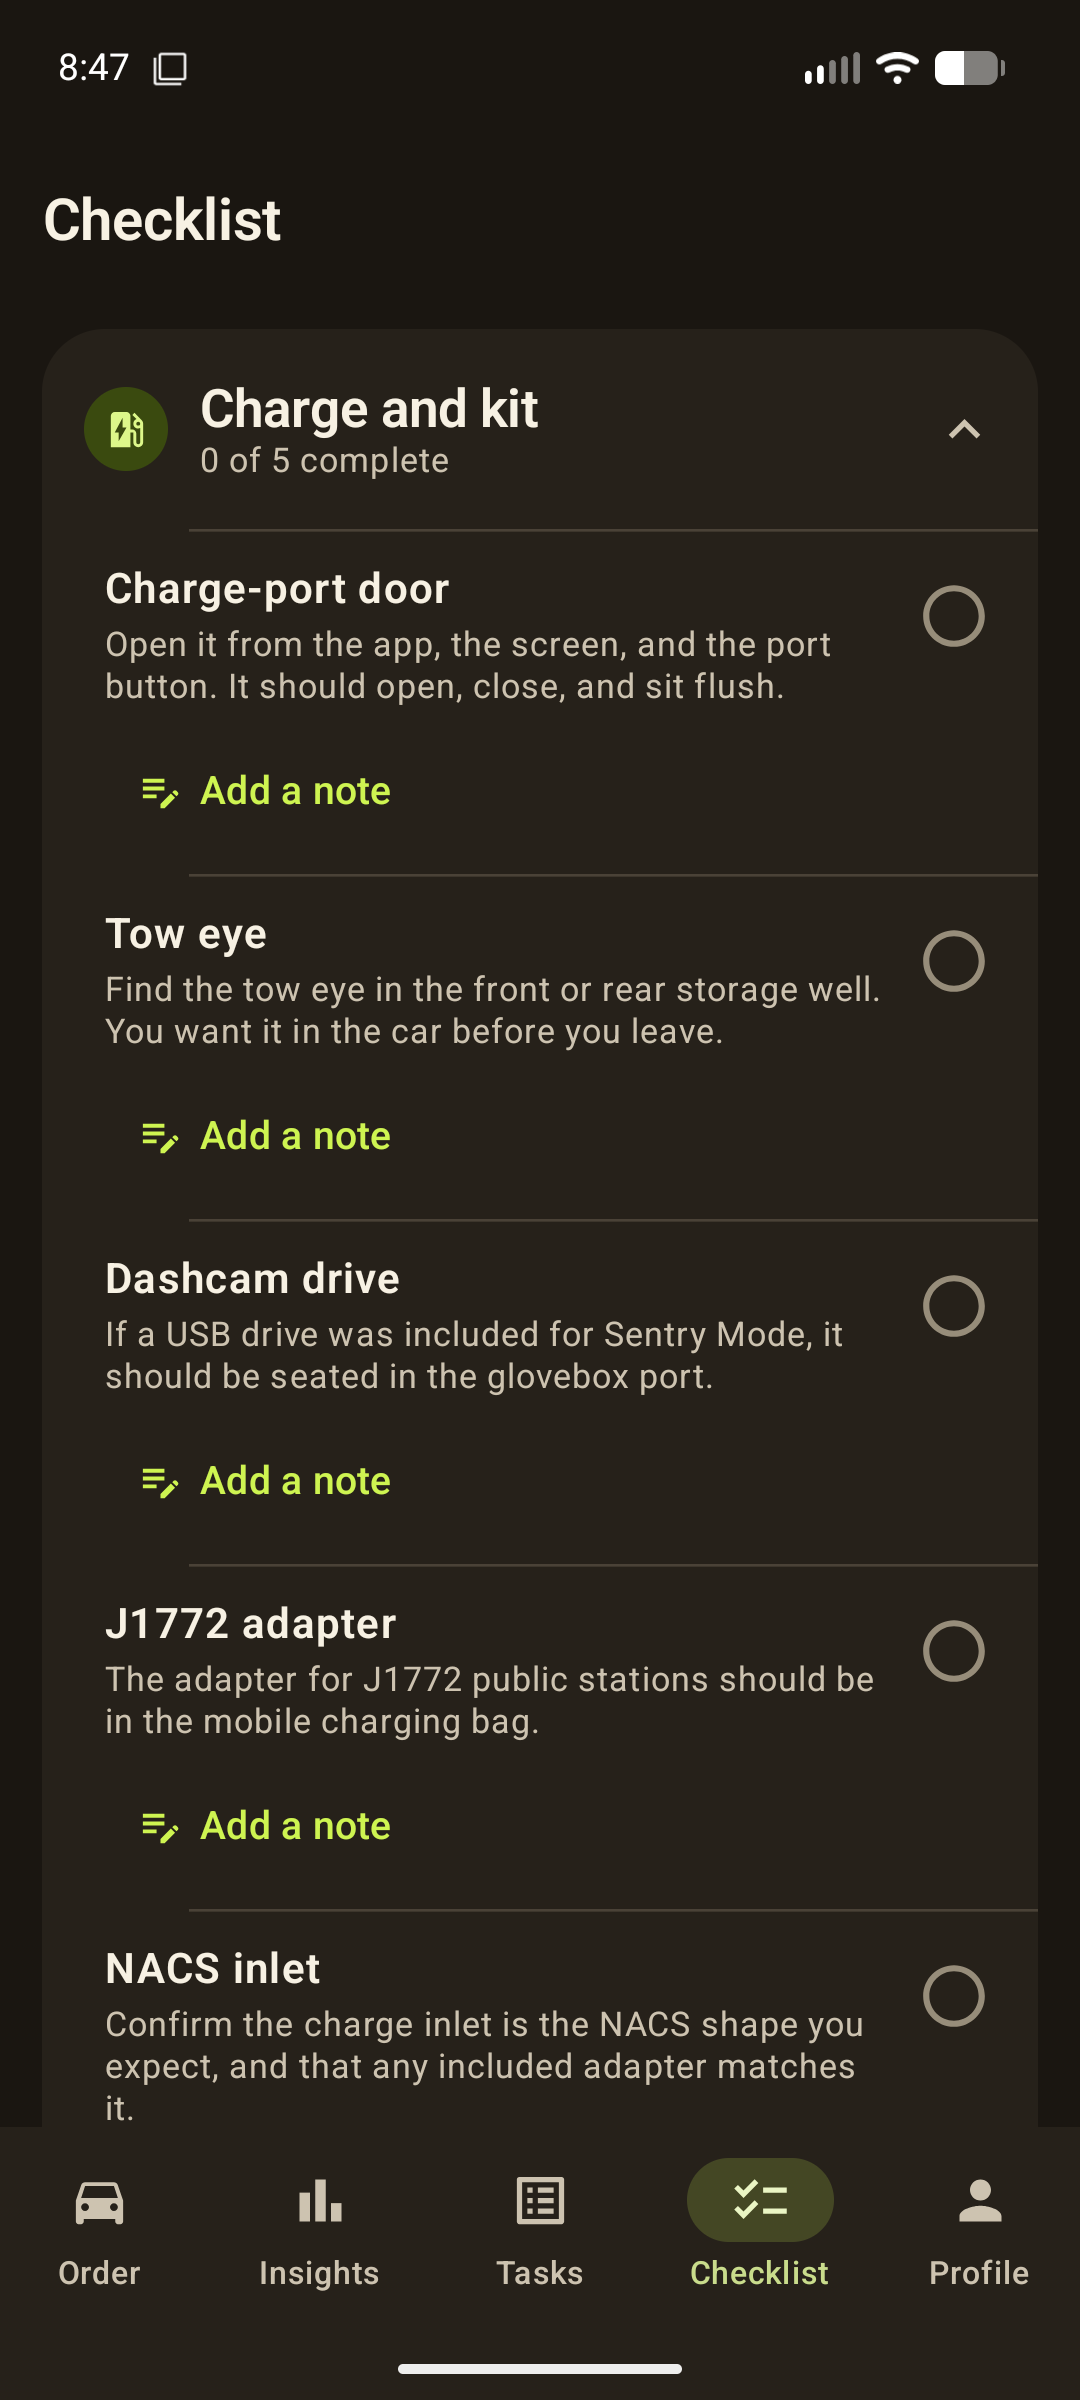 8:47
Checklist
Charge and kit
0 of 5 complete
Charge-port door
Open it from the app, the screen, and the port
button. It should open, close, and sit flush.
Add a note
Tow eye
Find the tow eye in the front or rear storage well.
You want it in the car before you leave.
Add a note
Dashcam drive
If a USB drive was included for Sentry Mode, it
should be seated in the glovebox port.
Add a note
J1772 adapter
The adapter for J1772 public stations should be
in the mobile charging bag.
Add a note
NACS inlet
Confirm the charge inlet is the NACS shape you
expect, and that any included adapter matches
it.
Order
Insights
Tasks
Checklist
Profile